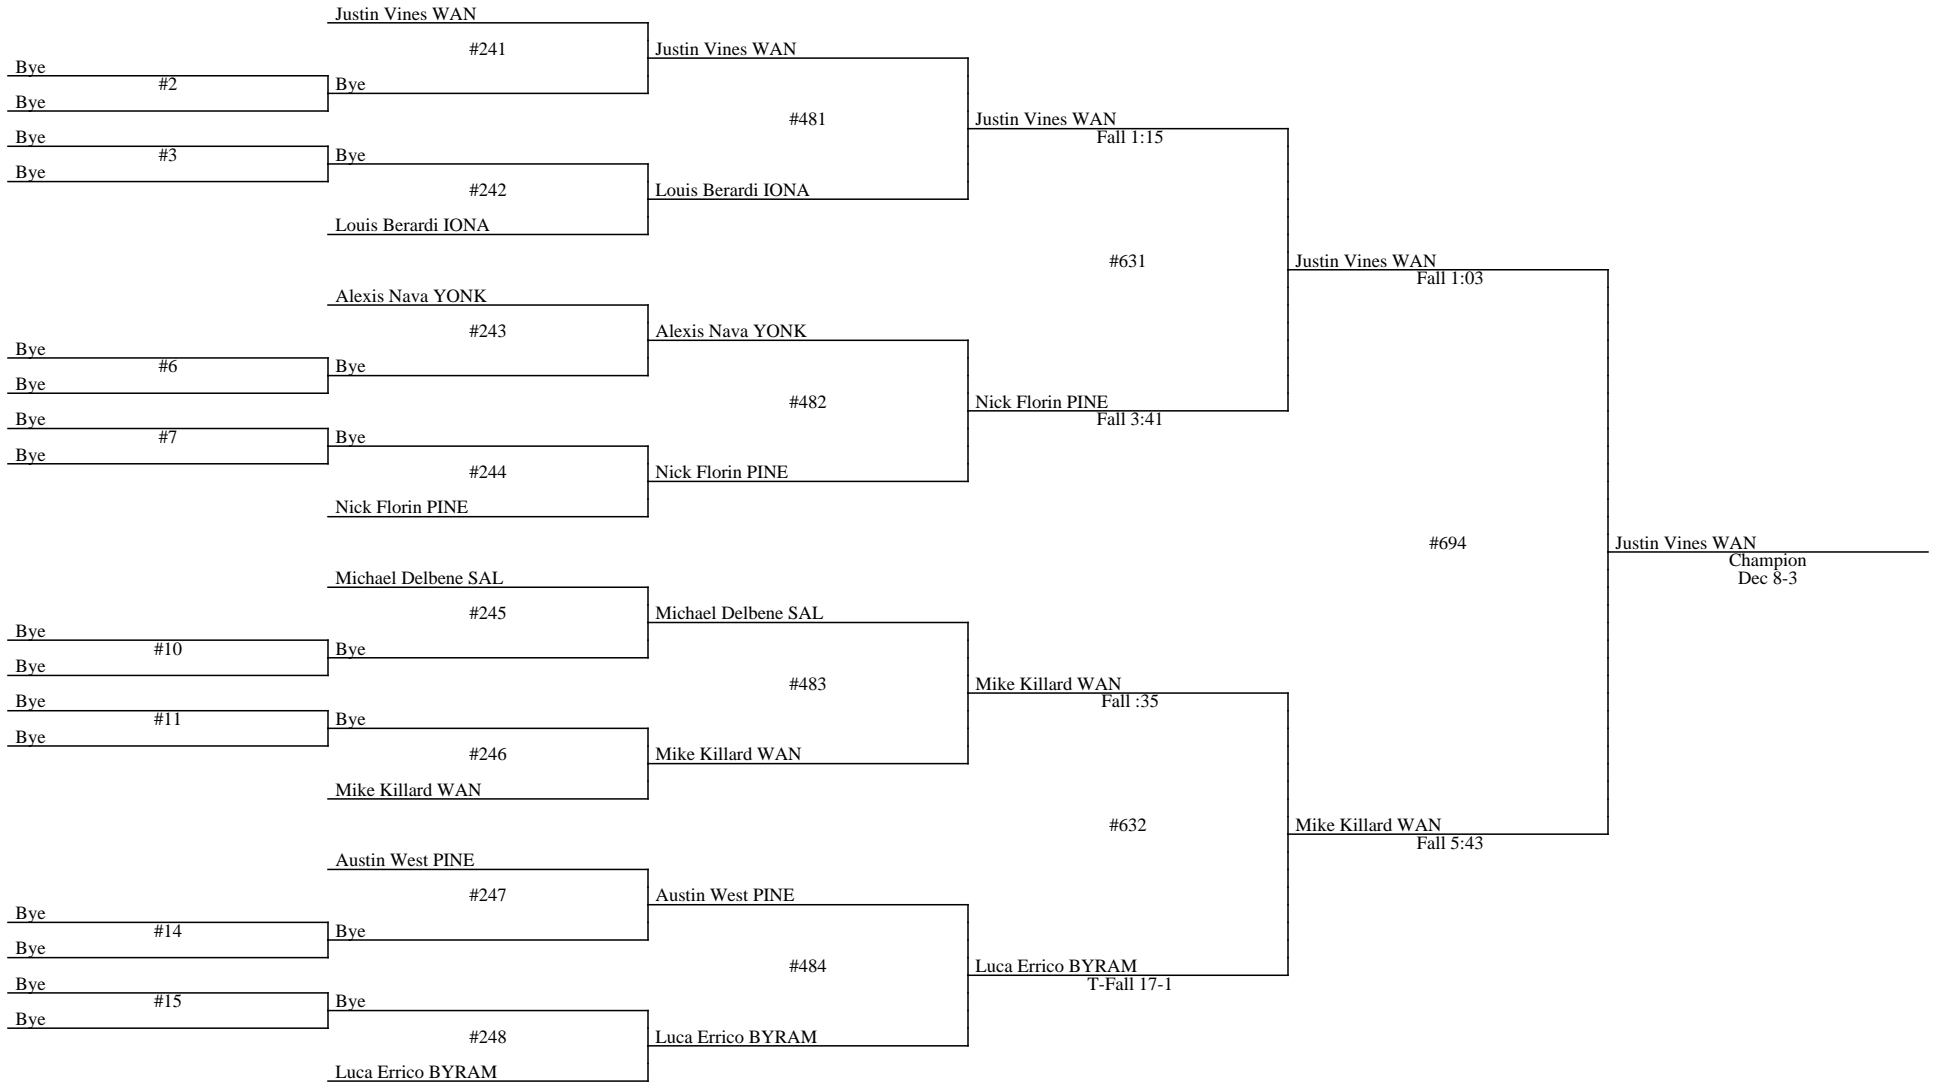 Justin Vines WAN
#241
Justin Vines WAN
Bye
#2
Bye
Bye
#481
Justin Vines WAN
Fall 1:15
Bye
#3
Bye
Bye
#242
Louis Berardi IONA
Louis Berardi IONA
#631
Justin Vines WAN
Fall 1:03
Alexis Nava YONK
#243
Alexis Nava YONK
Bye
#6
Bye
Bye
#482
Nick Florin PINE
Fall 3:41
Bye
#7
Bye
Bye
#244
Nick Florin PINE
Nick Florin PINE
#694
Justin Vines WAN
Champion
Dec 8-3
Michael Delbene SAL
#245
Michael Delbene SAL
Bye
#10
Bye
Bye
#483
Mike Killard WAN
Fall :35
Bye
#11
Bye
Bye
#246
Mike Killard WAN
Mike Killard WAN
#632
Mike Killard WAN
Fall 5:43
Austin West PINE
#247
Austin West PINE
Bye
#14
Bye
Bye
#484
Luca Errico BYRAM
T-Fall 17-1
Bye
#15
Bye
Bye
#248
Luca Errico BYRAM
Luca Errico BYRAM